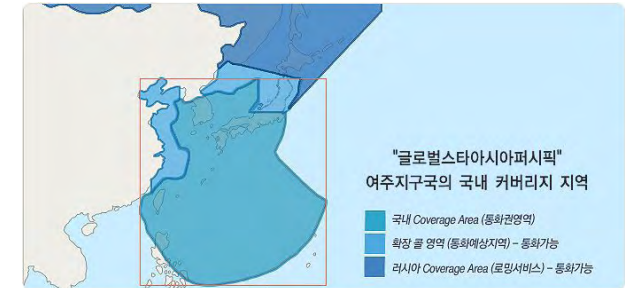 "글로벌스타아시아퍼시픽"
여주지구국의 국내 커버리지 지역
국내 Coverage Area (통화권영역)
확장 콜 영역 (통화예상지역) - 통화가능
러시아 Coverage Area (로밍서비스) - 통화가능